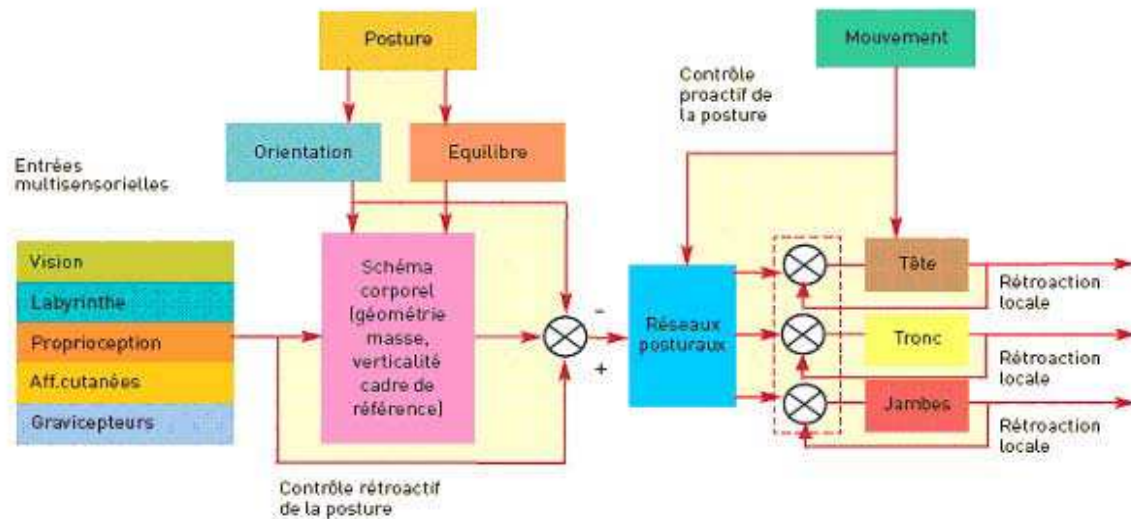 Posture
Mouvement
Contrôle
proactif de
la posture
Orientation
Equilibre
Entrées
multisensorielles
Vision
Labyrinthe
Proprioception
Aff.cutanées
Gravicepteurs
Schéma
corporel
(géométrie
masse,
verticalité
cadre de
référence)
-
+
Réseaux
posturaux
Tête
Rétroaction
locale
Tronc
Rétroaction
locale
Jambes
Rétroaction
locale
Contrôle rétroactif
de la posture